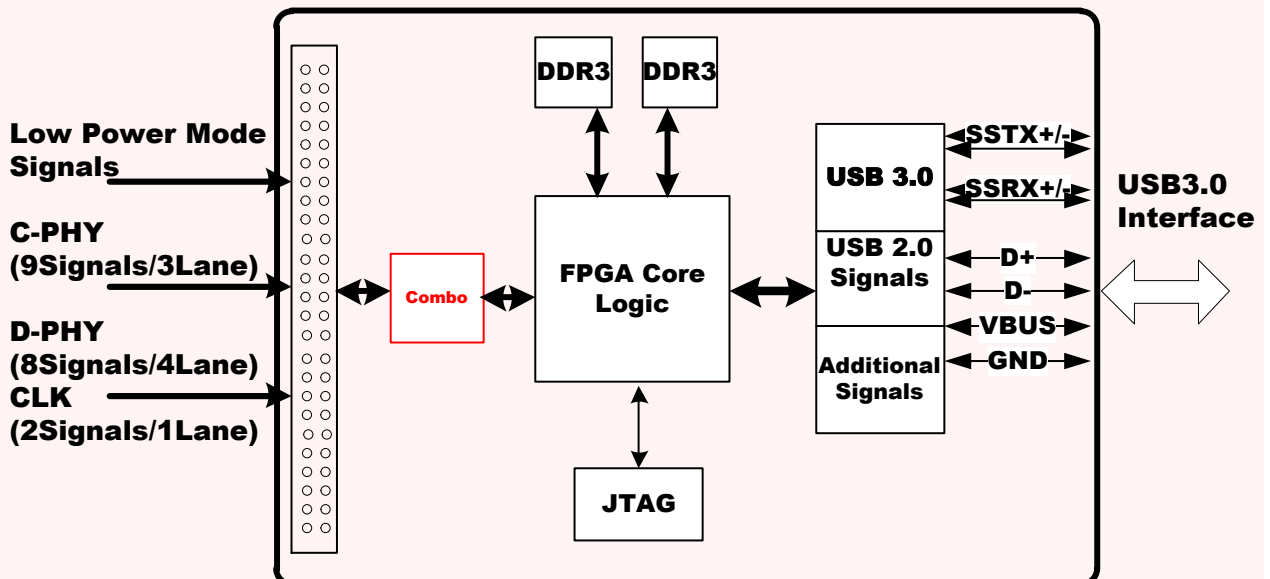 DDR3
DDR3
Low Power Mode
Signals
C-PHY
(9Signals/3Lane)
D-PHY
(8Signals/4Lane)
CLK
(2Signals/1Lane)
Combo
FPGA Core
Logic
JTAG
USB 3.0
USB 2.0
Signals
Additional
Signals
SSTX+/-
SSRX+/-
D+
D-
VBUS
GND
USB3.0
Interface